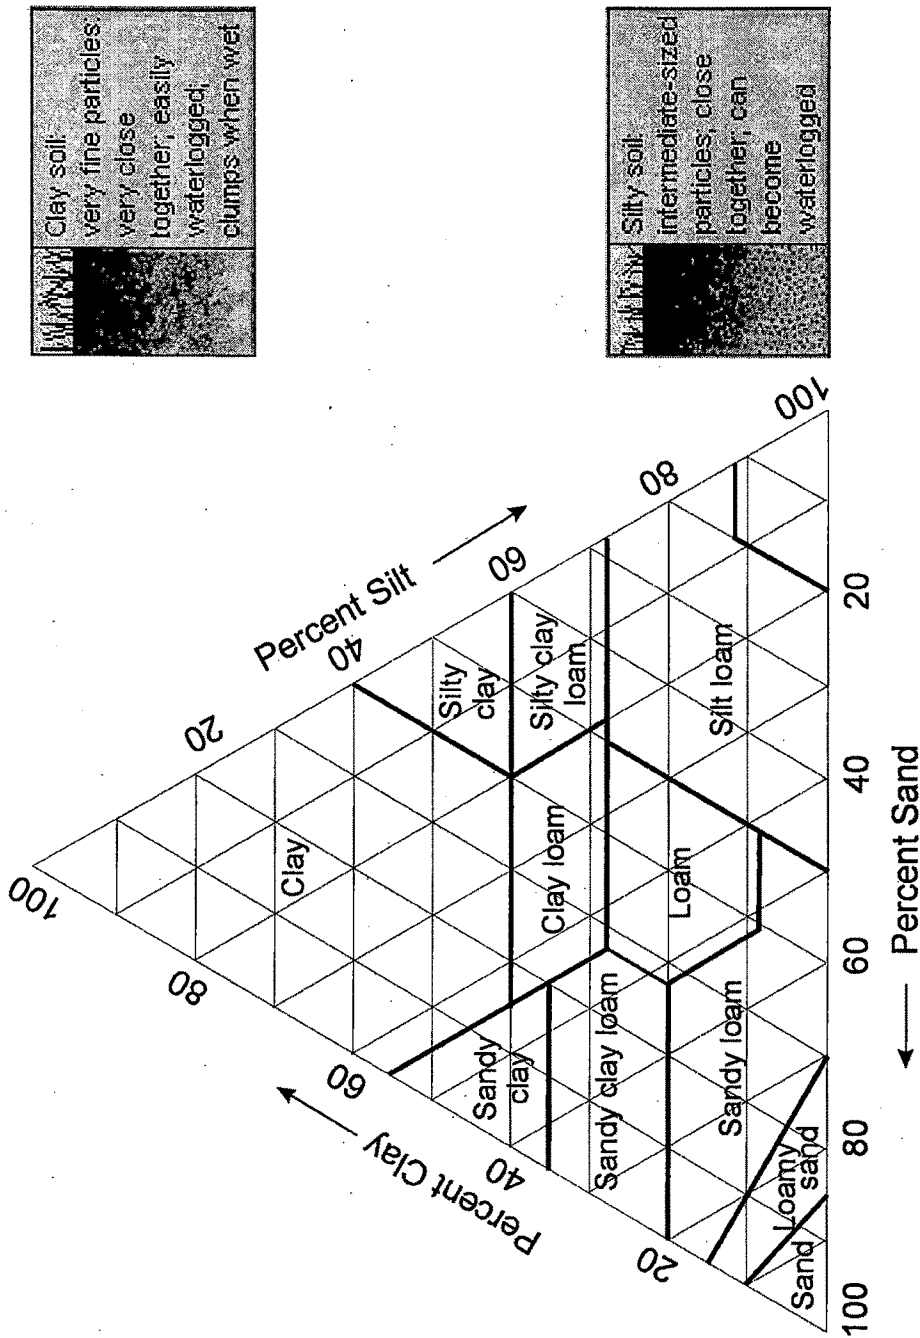 Clay soil:
very fine particles:
very close
together; easily
waterlogged;
clumps when wet
Silty soil:
intermediate-sized
particles; close
together; can
become
waterlogged
100
80
60
40
20
Percent Clay
20
40
60
80
100
Percent Silt
Clay
Silty
clay
Silty clay
loam
Clay loam
Sandy
clay
Sandy clay loam
Loam
Silt loam
Sandy loam
Loamy
sand
Sand
100
80
60
40
20
Percent Sand